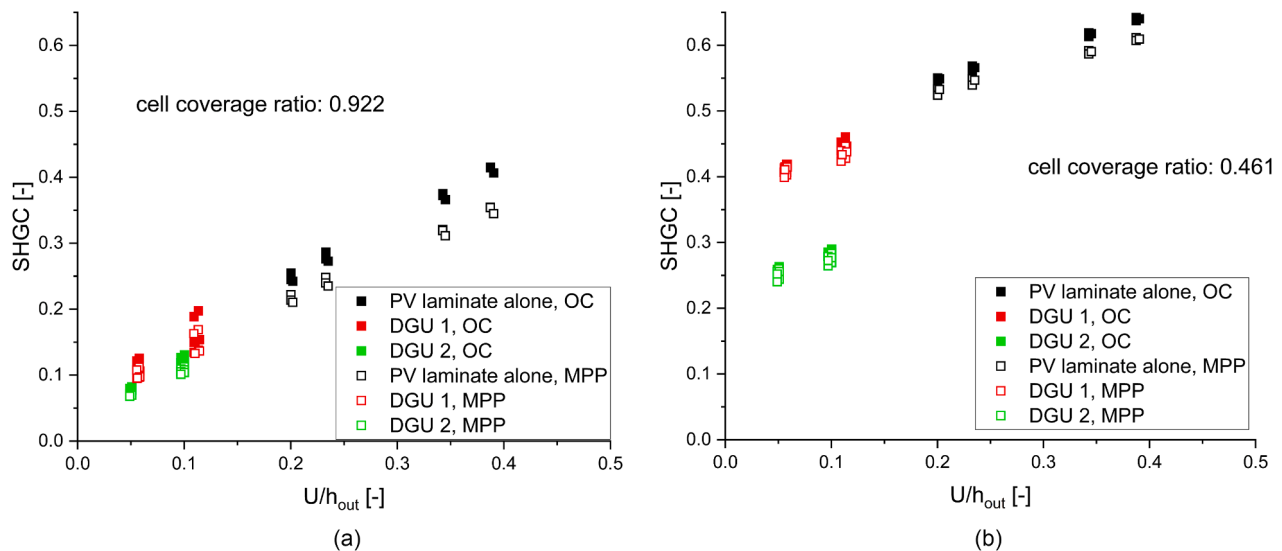 0.6
0.5
0.4
0.3
0.2
0.1
0.0
SHGC [-]
cell coverage ratio: 0.922
PV laminate alone, OC
DGU 1, OC
DGU 2, OC
PV laminate alone, MPP
DGU 1, MPP
DGU 2, MPP
0.0 0.1 0.2 0.3 0.4 0.5
U/hout [-]
(a)
0.6
0.5
0.4
0.3
0.2
0.1
0.0
SHGC [-]
cell coverage ratio: 0.461
PV laminate alone, OC
DGU 1, OC
DGU 2, OC
PV laminate alone, MPP
DGU 1, MPP
DGU 2, MPP
0.0 0.1 0.2 0.3 0.4 0.5
U/hout [-]
(b)